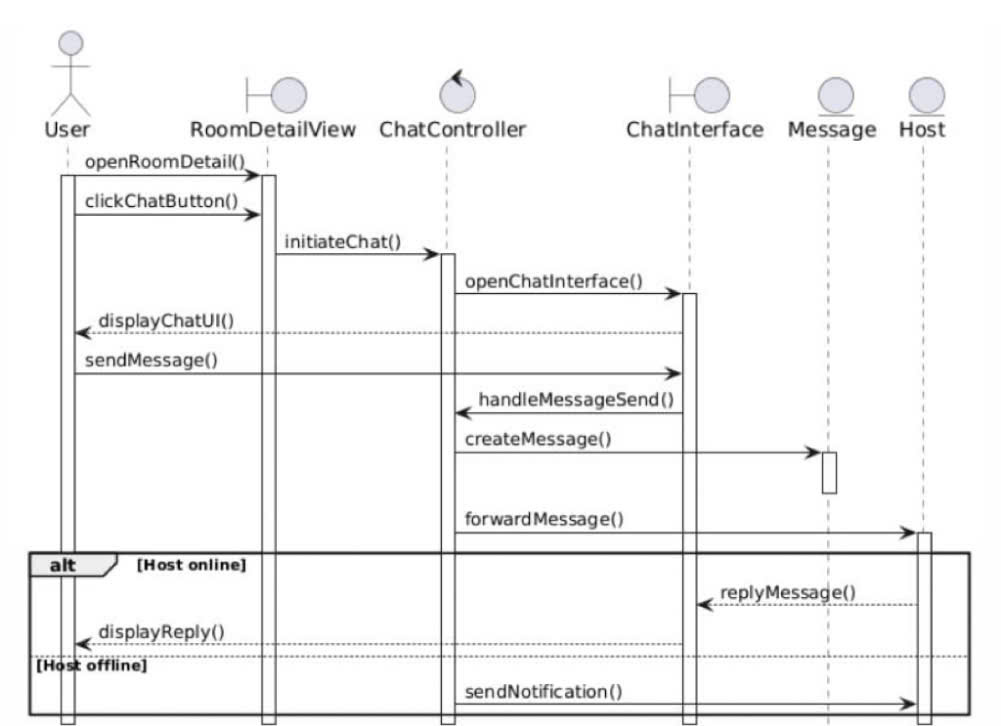 User
RoomDetailView
ChatController
ChatInterface
Message
Host
openRoomDetail()
clickChatButton()
initiateChat()
openChatInterface()
displayChatUI()
sendMessage()
handleMessageSend()
createMessage()
forwardMessage()
alt [Host online]
replyMessage()
displayReply()
[Host offline]
sendNotification()